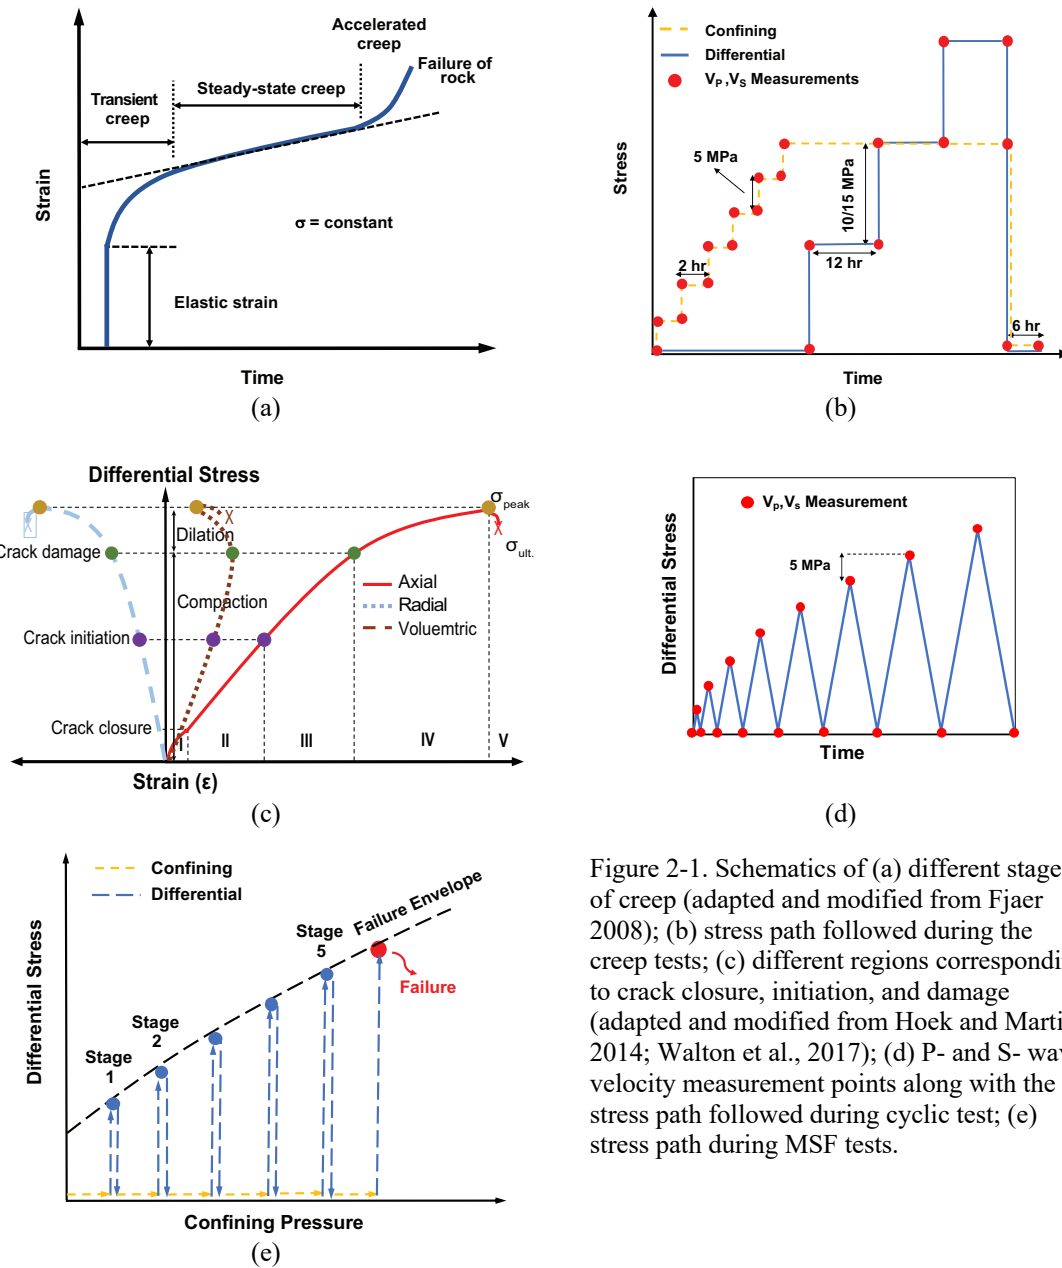 Accelerated
creep
Failure of
rock
Steady-state creep
Transient
creep
σ = constant
Elastic strain
Strain
Time
(a)
Confining
Differential
VP ,VS Measurements
5 MPa
10/15 MPa
2 hr
12 hr
6 hr
Stress
Time
(b)
Differential Stress
σpeak
Dilation
Crack damage
σult.
Compaction
Axial
Radial
Voluemtric
Crack initiation
Crack closure
I
II
III
IV
V
Strain (ε)
(c)
Vp,Vs Measurement
5 MPa
Differential Stress
Time
(d)
Confining
Differential
Failure Envelope
Stage
5
Failure
Stage
2
Stage
1
Differential Stress
Confining Pressure
(e)
Figure 2-1. Schematics of (a) different stage
of creep (adapted and modified from Fjaer
2008); (b) stress path followed during the
creep tests; (c) different regions correspondi
to crack closure, initiation, and damage
(adapted and modified from Hoek and Marti
2014; Walton et al., 2017); (d) P- and S- wav
velocity measurement points along with the
stress path followed during cyclic test; (e)
stress path during MSF tests.